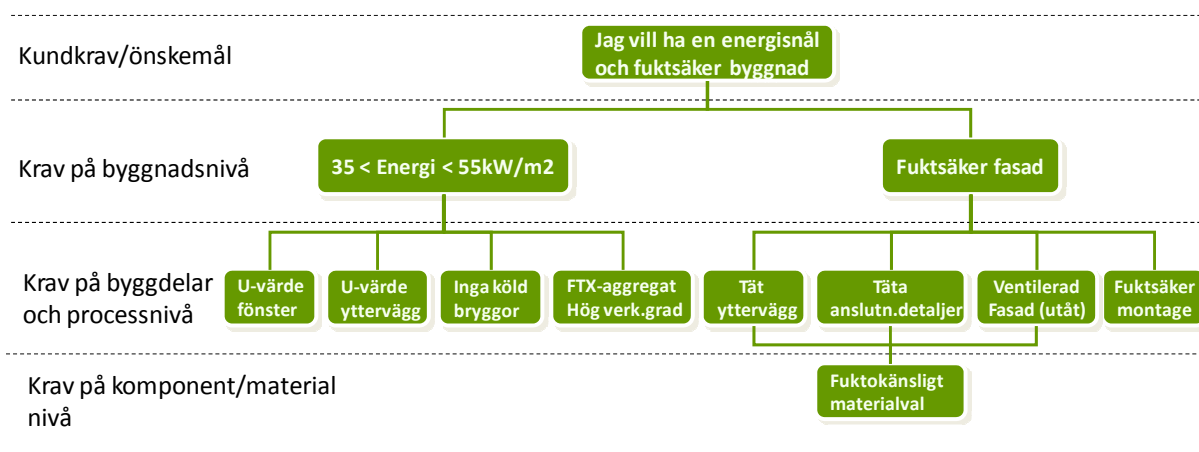 Kundkrav/önskemål
Jag vill ha en energisnål
och fuktsäker byggnad
Krav på byggnadsnivå
35 < Energi < 55kW/m2
Fuktsäker fasad
Krav på byggdelar
och processnivå
U-värde
fönster
U-värde
yttervägg
Inga köld
bryggor
FTX-aggregat
Hög verk.grad
Tät
yttervägg
Täta
anslutn.detaljer
Ventilerad
Fasad (utåt)
Fuktsäker
montage
Krav på komponent/material
nivå
Fuktokänsligt
materialval